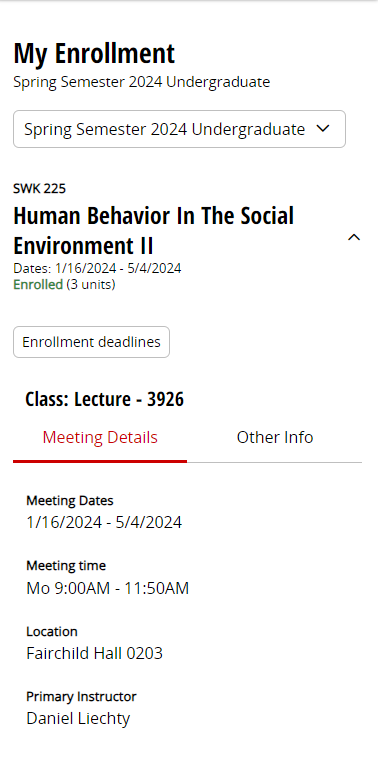 My Enrollment
Spring Semester 2024 Undergraduate
Spring Semester 2024 Undergraduate
SWK 225
Human Behavior In The Social
Environment II
Dates: 1/16/2024 - 5/4/2024
Enrolled (3 units)
Enrollment deadlines
Class: Lecture - 3926
Meeting Details Other Info
Meeting Dates
1/16/2024 - 5/4/2024
Meeting time
Mo 9:00AM - 11:50AM
Location
Fairchild Hall 0203
Primary Instructor
Daniel Liechty